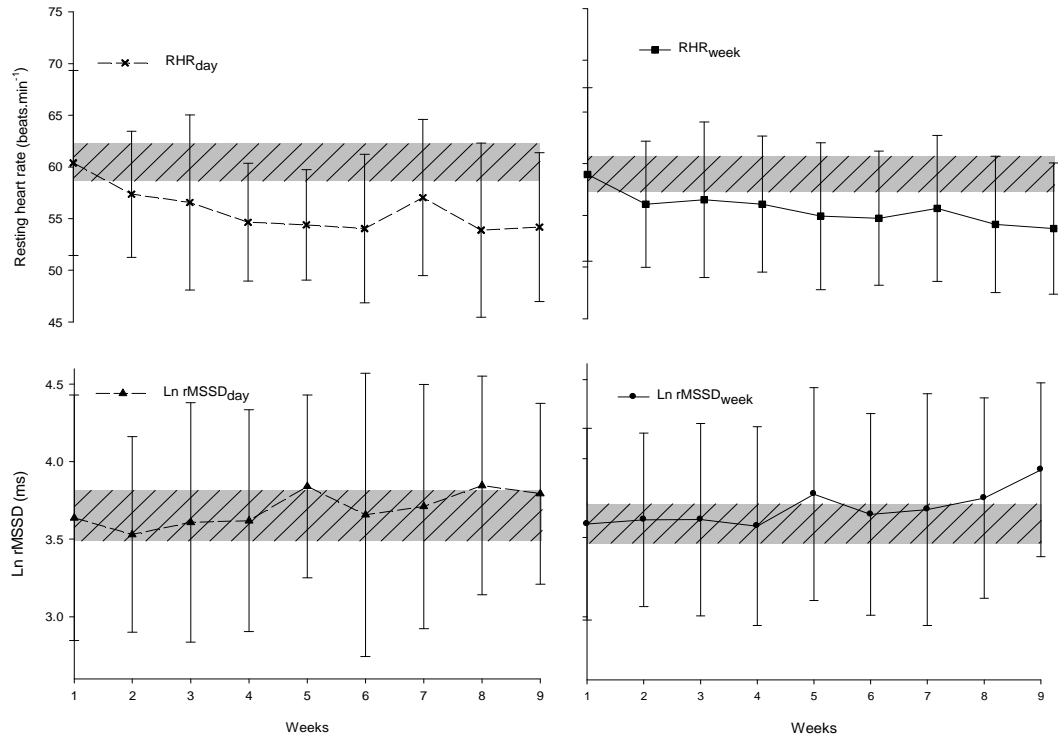 Resting heart rate (beats.min-1)
75
70
65
60
55
50
45
RHRday
RHRweek
Ln rMSSD (ms)
4.5
4.0
3.5
3.0
Ln rMSSDday
Ln rMSSDweek
1 2 3 4 5 6 7 8 9
Weeks
1 2 3 4 5 6 7 8 9
Weeks